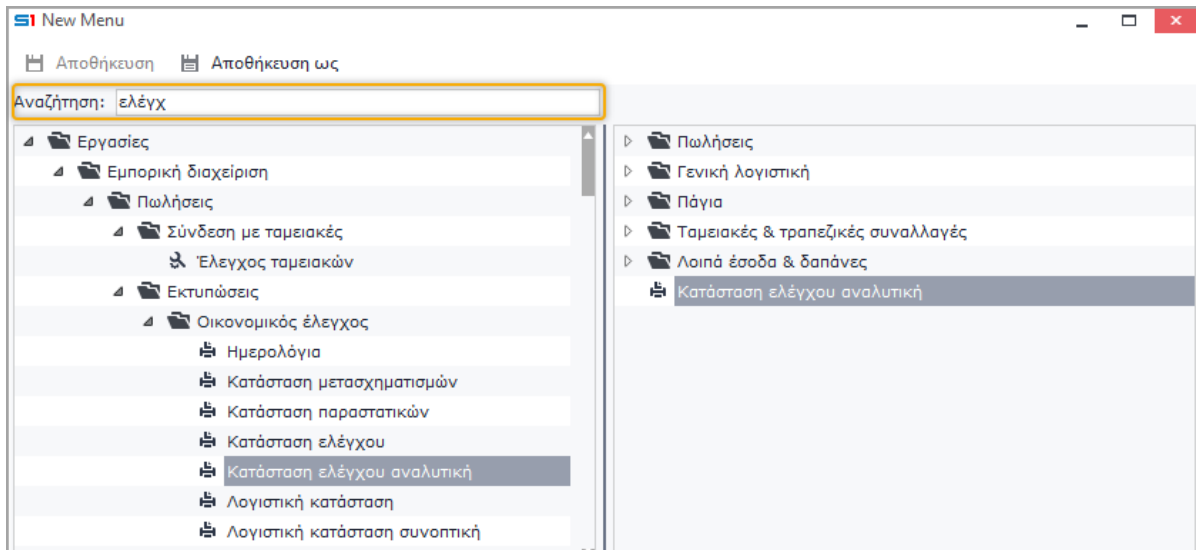 S1 New Menu
Αποθήκευση Αποθήκευση ως
Αναζήτηση: ελέγχ
Εργασίες
Εμπορική διαχείριση
Πωλήσεις
Σύνδεση με ταμειακές
Έλεγχος ταμειακών
Εκτυπώσεις
Οικονομικός έλεγχος
Ημερολόγια
Κατάσταση μετασχηματισμών
Κατάσταση παραστατικών
Κατάσταση ελέγχου
Κατάσταση ελέγχου αναλυτική
Λογιστική κατάσταση
Λογιστική κατάσταση συνοπτική
Πωλήσεις
Γενική λογιστική
Πάγια
Ταμειακές & τραπεζικές συναλλαγές
Λοιπά έσοδα & δαπάνες
Κατάσταση ελέγχου αναλυτική